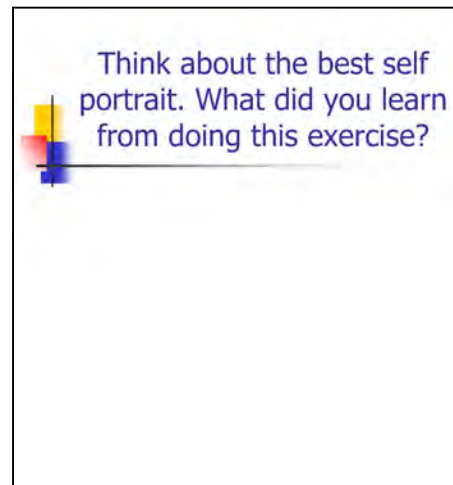 Think about the best self
portrait. What did you learn
from doing this exercise?